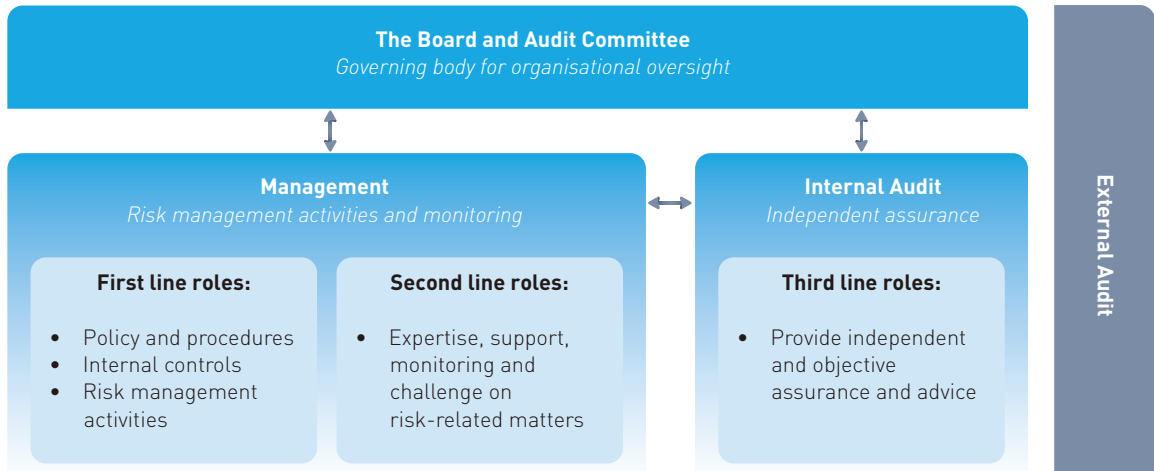 The Board and Audit Committee
Governing body for organisational oversight
Management
Risk management activities and monitoring
First line roles:
• Policy and procedures
• Internal controls
• Risk management
activities
Second line roles:
• Expertise, support,
monitoring and
challenge on
risk-related matters
Internal Audit
Independent assurance
Third line roles:
• Provide independent
and objective
assurance and advice
External Audit